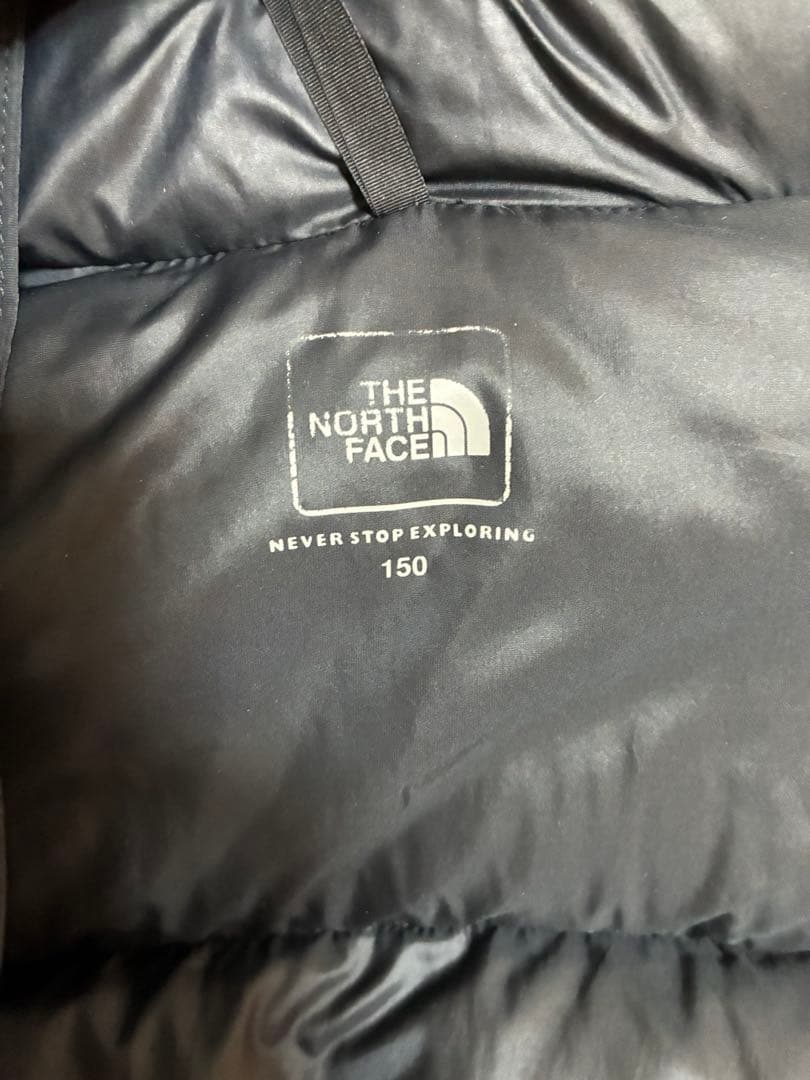 THE
NORTH
FACE
NEVER STOP EXPLORING
150